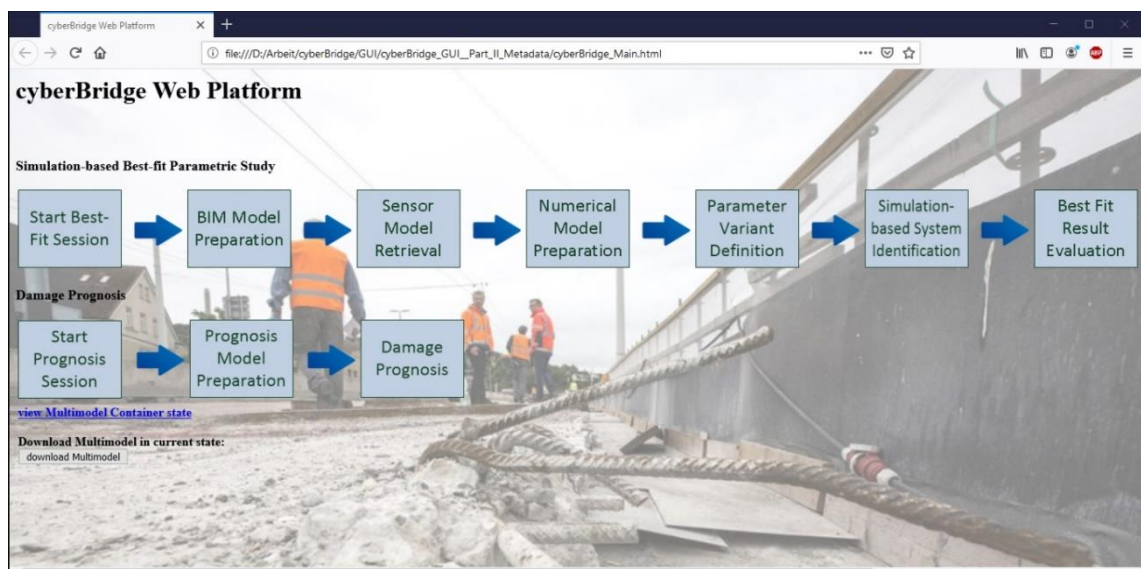 cyberBridge Web Platform
file:///D:/Arbeit/cyberBridge/GUI/cyberBridge_GUI__Part_II_Metadata/cyberBridge_Main.html
ABP
cyberBridge Web Platform
Simulation-based Best-fit Parametric Study
Start Best-
Fit Session
BIM Model
Preparation
Sensor
Model
Retrieval
Numerical
Model
Preparation
Parameter
Variant
Definition
Simulation-
based System
Identification
Best Fit
Result
Evaluation
Damage Prognosis
Start
Prognosis
Session
Prognosis
Model
Preparation
Damage
Prognosis
view Multimodel Container state
Download Multimodel in current state:
download Multimodel